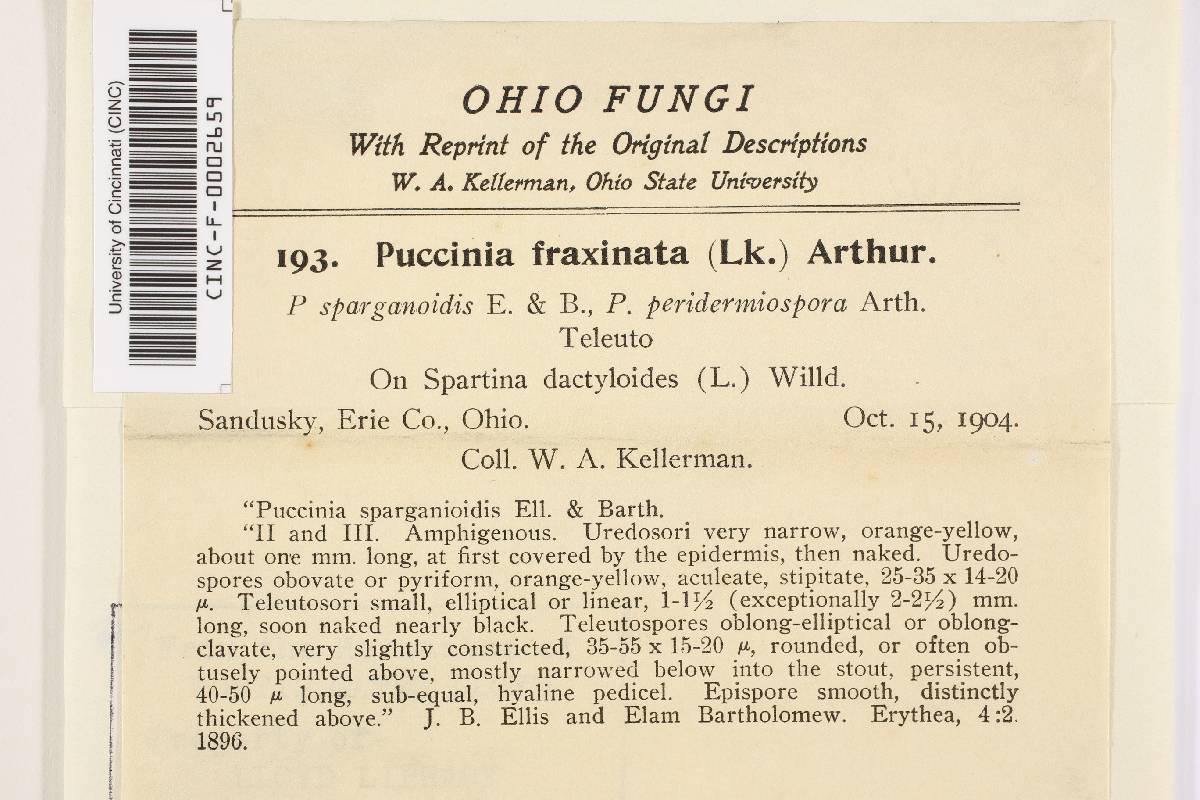 University of Cincinnati (CINC)
CINC-F-0002659
OHIO FUNGI
With Reprint of the Original Descriptions
W. A. Kellerman, Ohio State University
193. Puccinia fraxinata (Lk.) Arthur.
P sparganoidis E. & B., P. peridermiospora Arth.
Teleuto
On Spartina dactyloides (L.) Willd.
Sandusky, Erie Co., Ohio. Oct. 15, 1904.
Coll. W. A. Kellerman.
“Puccinia sparganioidis Ell. & Barth.
“II and III. Amphigenous. Uredosori very narrow, orange-yellow,
about one mm. long, at first covered by the epidermis, then naked. Uredo-
spores obovate or pyriform, orange-yellow, aculeate, stipitate, 25-35 x 14-20
μ. Teleutosori small, elliptical or linear, 1-1½ (exceptionally 2-2½) mm.
long, soon naked nearly black. Teleutospores oblong-elliptical or oblong-
clavate, very slightly constricted, 35-55 x 15-20 μ, rounded, or often ob-
tusely pointed above, mostly narrowed below into the stout, persistent,
40-50 μ long, sub-equal, hyaline pedicel. Epispore smooth, distinctly
thickened above.” J. B. Ellis and Elam Bartholomew. Erythea, 4:2.
1896.